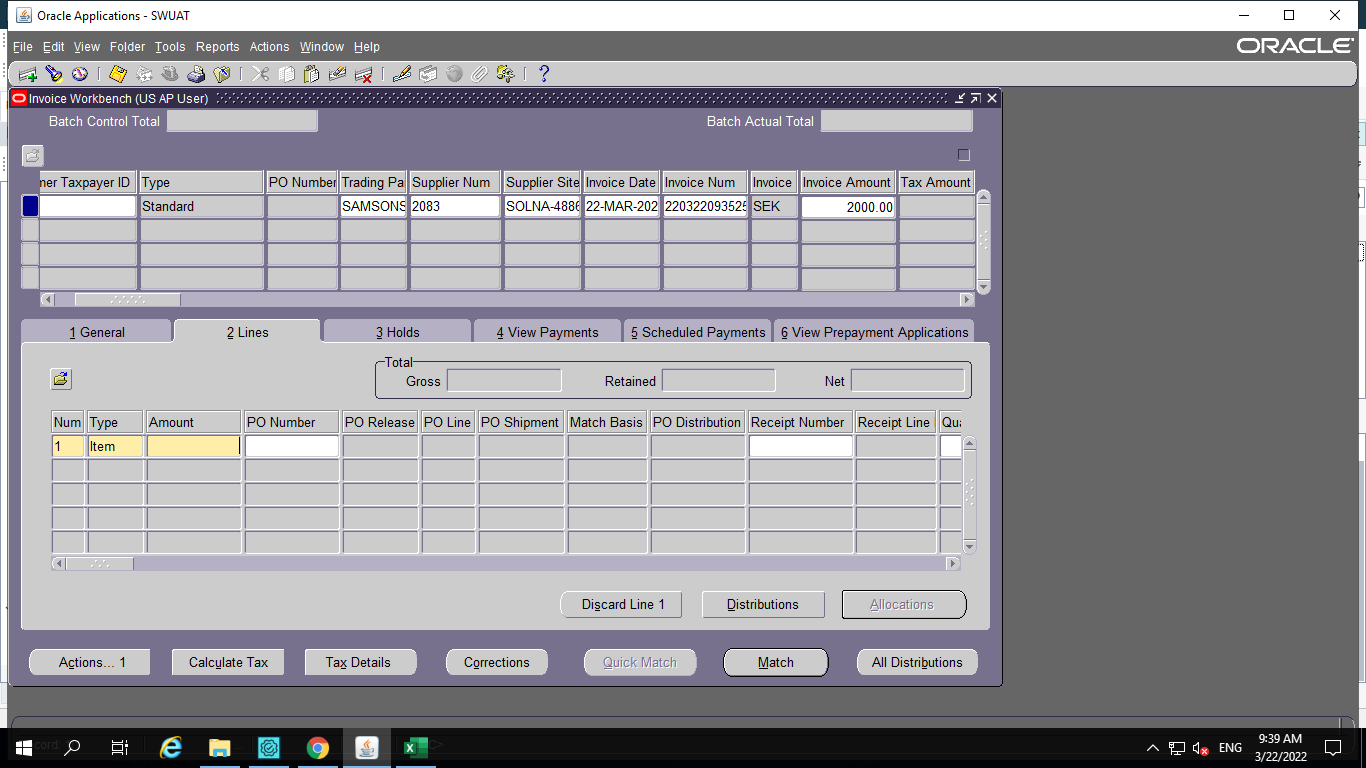 Oracle Applications - SWUAT
File Edit View Folder Tools Reports Actions Window Help
ORACLE
Invoice Workbench (US AP User)
Batch Control Total
Batch Actual Total
ner Taxpayer ID Type PO Number Trading Pa Supplier Num Supplier Site Invoice Date Invoice Num Invoice Invoice Amount Tax Amount
Standard SAMSONS 2083 SOLNA-4886 22-MAR-202 220322093525 SEK 2000.00
1 General 2 Lines 3 Holds 4 View Payments 5 Scheduled Payments 6 View Prepayment Applications
Total
Gross Retained Net
Num Type Amount PO Number PO Release PO Line PO Shipment Match Basis PO Distribution Receipt Number Receipt Line Qua
1 Item
Discard Line 1 Distributions Allocations
Actions... 1 Calculate Tax Tax Details Corrections Quick Match Match All Distributions
ENG
9:39 AM
3/22/2022